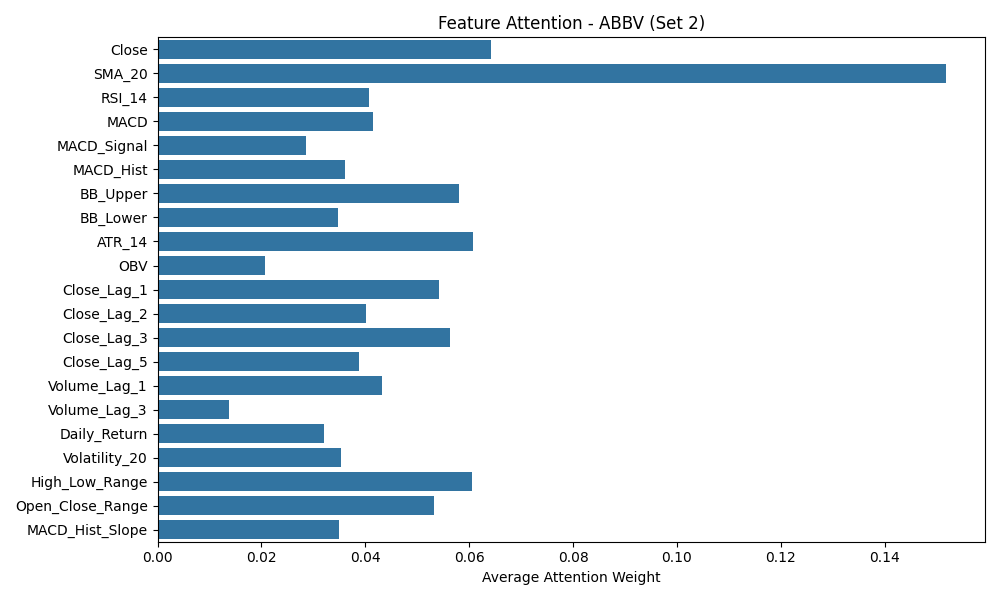 Feature Attention - ABBV (Set 2)
Close
SMA_20
RSI_14
MACD
MACD_Signal
MACD_Hist
BB_Upper
BB_Lower
ATR_14
OBV
Close_Lag_1
Close_Lag_2
Close_Lag_3
Close_Lag_5
Volume_Lag_1
Volume_Lag_3
Daily_Return
Volatility_20
High_Low_Range
Open_Close_Range
MACD_Hist_Slope
0.00 0.02 0.04 0.06 0.08 0.10 0.12 0.14
Average Attention Weight